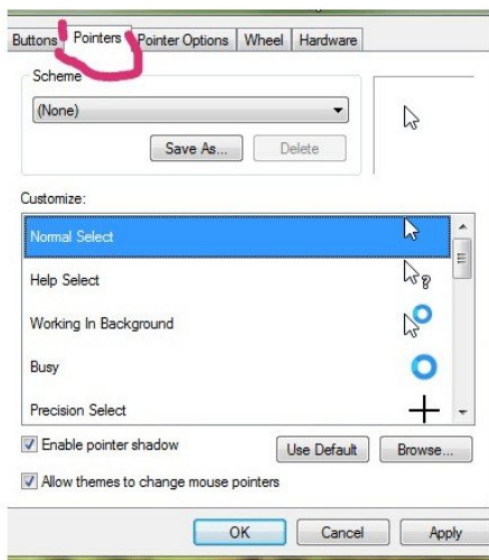 Buttons Pointers Pointer Options Wheel Hardware
Scheme
(None)
Save As... Delete
Customize:
Normal Select
Help Select
Working In Background
Busy
Precision Select
Enable pointer shadow Use Default Browse...
Allow themes to change mouse pointers
OK Cancel Apply